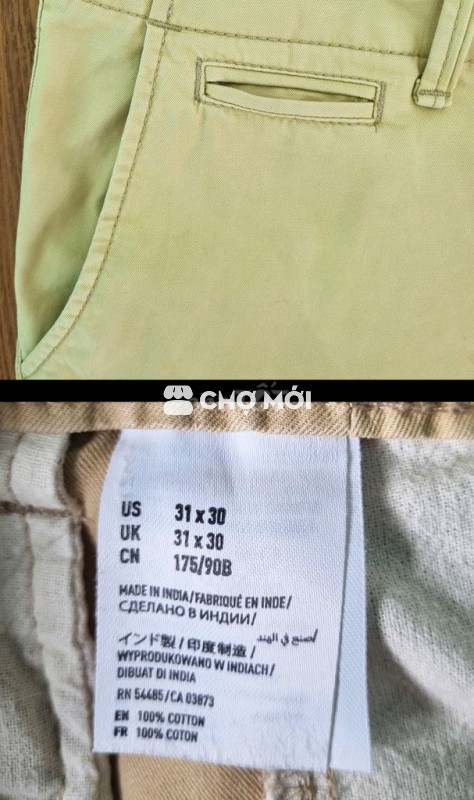 CHỢ MỚI
US 31 x 30
UK 31 x 30
CN 175/90B
MADE IN INDIA/FABRIQUÉ EN INDE/
СДЕЛАНО В ИНДИИ/
أصنع في الهند
インド製 / 印度制造 /
WYPRODUKOWANO W INDIACH/
DIBUAT DI INDIA
RN 54485/CA 03873
EN 100% COTTON
FR 100% COTON